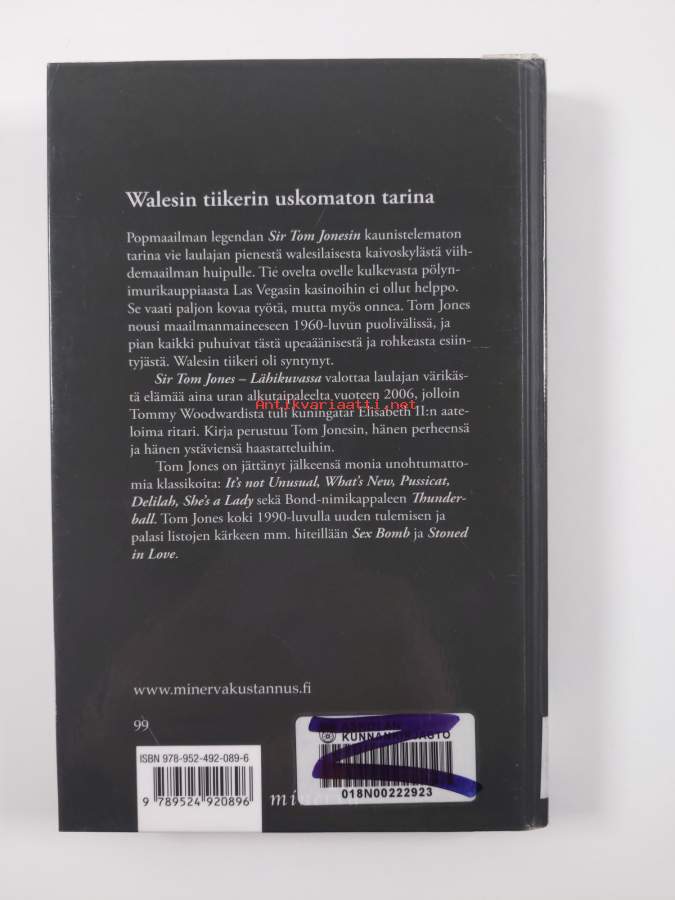 Walesin tiikerin uskomaton tarina
Popmaailman legendan Sir Tom Jonesin kaunistelematon
tarina vie laulajan pienestä walesilaisesta kaivoskylästä viih-
demaailman huipulle. Tie ovelta ovelle kulkevasta pölyn-
imurikauppiaasta Las Vegasin kasinoihin ei ollut helppo.
Se vaati paljon kovaa työtä, mutta myös onnea. Tom Jones
nousi maailmanmaineeseen 1960-luvun puolivälissä, ja
pian kaikki puhuivat tästä upeaäänisestä ja rohkeasta esiin-
tyjästä. Walesin tiikeri oli syntynyt.
Sir Tom Jones – Lähikuvassa valottaa laulajan värikäs-
tä elämää aina uran alkutaipaleelta vuoteen 2006, jolloin
Antikvariaatti.net
Tommy Woodwardista tuli kuningatar Elisabeth II:n aate-
loima ritari. Kirja perustuu Tom Jonesin, hänen perheensä
ja hänen ystäviensä haastatteluihin.
Tom Jones on jättänyt jälkeensä monia unohtumatto-
mia klassikoita: It's not Unusual, What's New, Pussicat,
Delilah, She's a Lady sekä Bond-nimikappaleen Thunder-
ball. Tom Jones koki 1990-luvulla uuden tulemisen ja
palasi listojen kärkeen mm. hiteillään Sex Bomb ja Stoned
in Love.
www.minervakustannus.fi
99
ISBN 978-952-492-089-6
9 789524 920896
KUNNANKIRJASTO
018N00222923